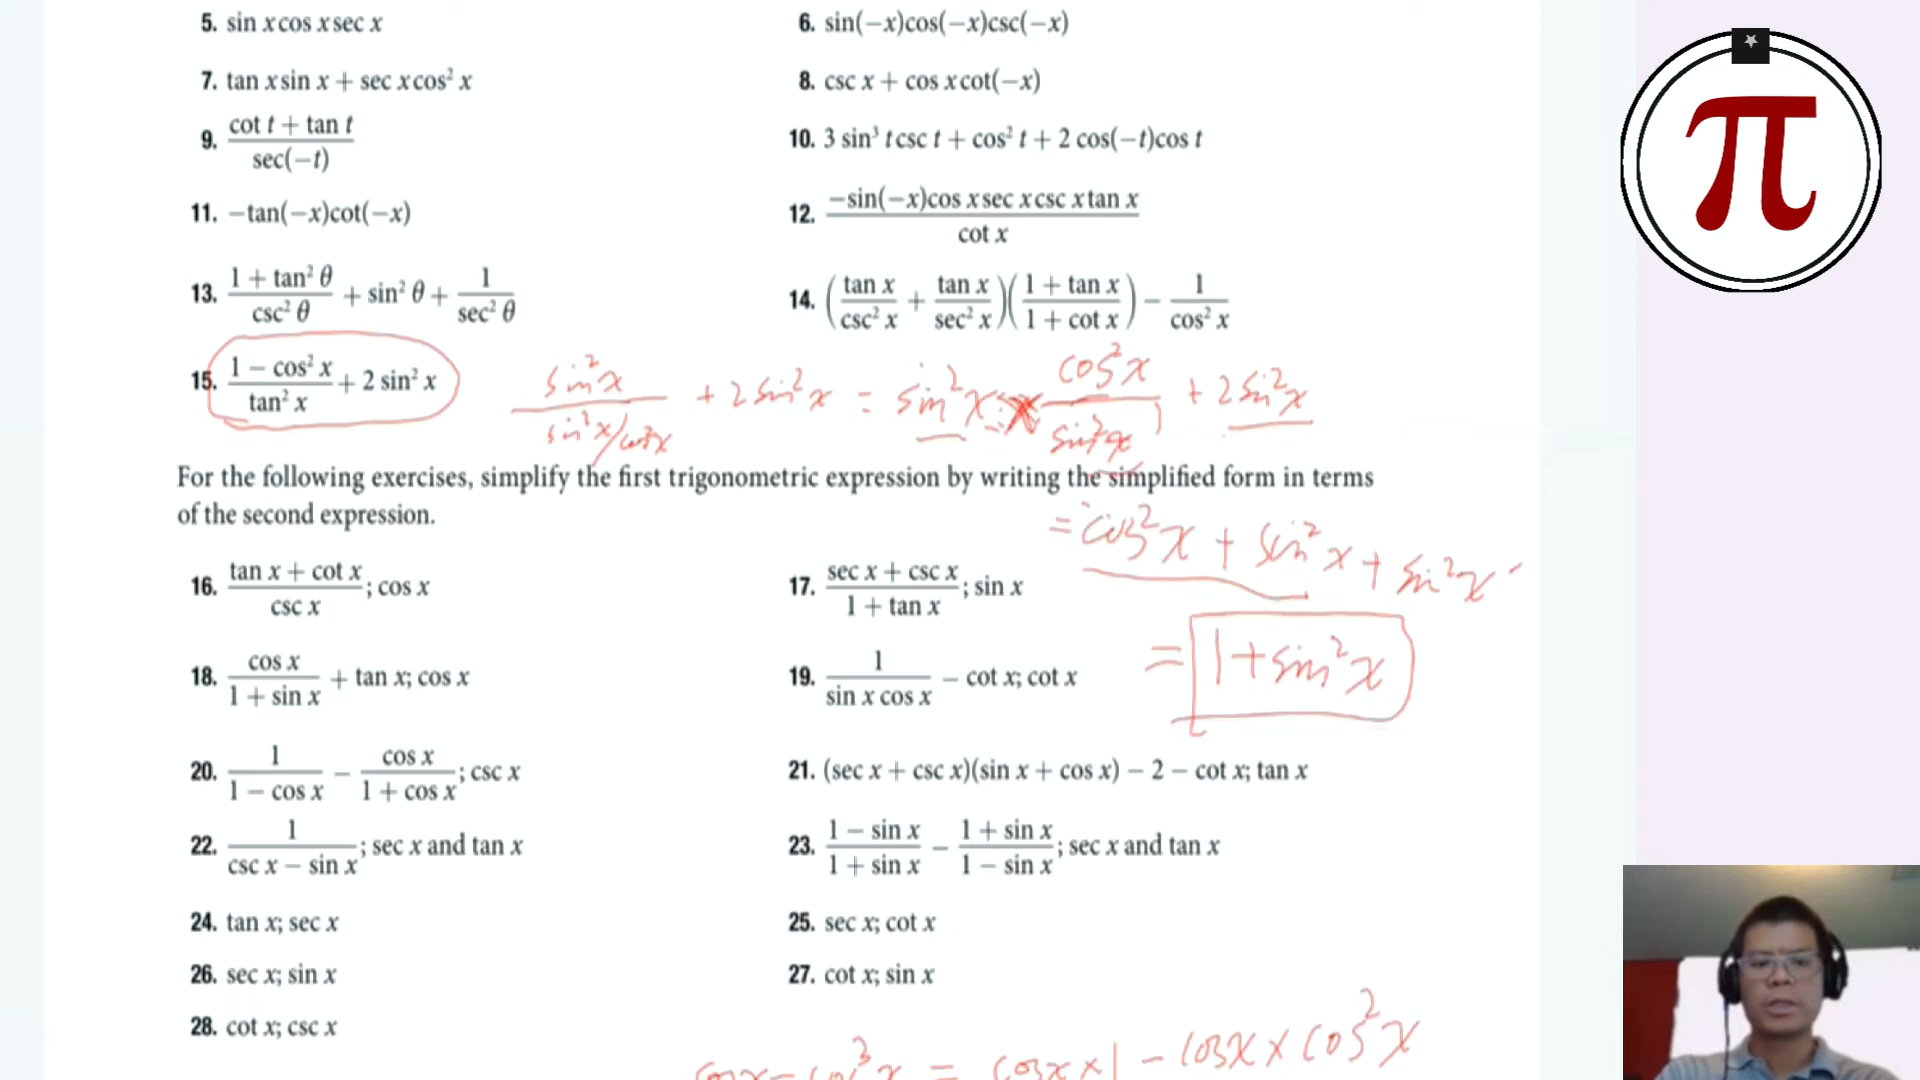 5. sin x cos x sec x
6. sin(−x)cos(−x)csc(−x)
7. tan x sin x + sec x cos² x
8. csc x + cos x cot(−x)
9. (cot t + tan t)/(sec(−t))
10. 3 sin³ t csc t + cos² t + 2 cos(−t)cos t
11. −tan(−x)cot(−x)
12. (−sin(−x)cos x sec x csc x tan x)/(cot x)
13. (1 + tan² θ)/(csc² θ) + sin² θ + 1/(sec² θ)
14. (tan x/csc² x + tan x/sec² x)((1 + tan x)/(1 + cot x)) − 1/(cos² x)
15. (1 − cos² x)/(tan² x) + 2 sin² x
sin²x/(sin²x/cos²x) + 2 sin²x = sin²x × cos²x/sin²x + 2 sin²x
For the following exercises, simplify the first trigonometric expression by writing the simplified form in terms
of the second expression.
= cos²x + sin²x + sin²x
16. (tan x + cot x)/(csc x); cos x
17. (sec x + csc x)/(1 + tan x); sin x
= 1 + sin²x
18. cos x/(1 + sin x) + tan x; cos x
19. 1/(sin x cos x) − cot x; cot x
20. 1/(1 − cos x) − cos x/(1 + cos x); csc x
21. (sec x + csc x)(sin x + cos x) − 2 − cot x; tan x
22. 1/(csc x − sin x); sec x and tan x
23. (1 − sin x)/(1 + sin x) − (1 + sin x)/(1 − sin x); sec x and tan x
24. tan x; sec x
25. sec x; cot x
26. sec x; sin x
27. cot x; sin x
28. cot x; csc x
cos x − cos³x = cos x × 1 − cos x × cos²x
π